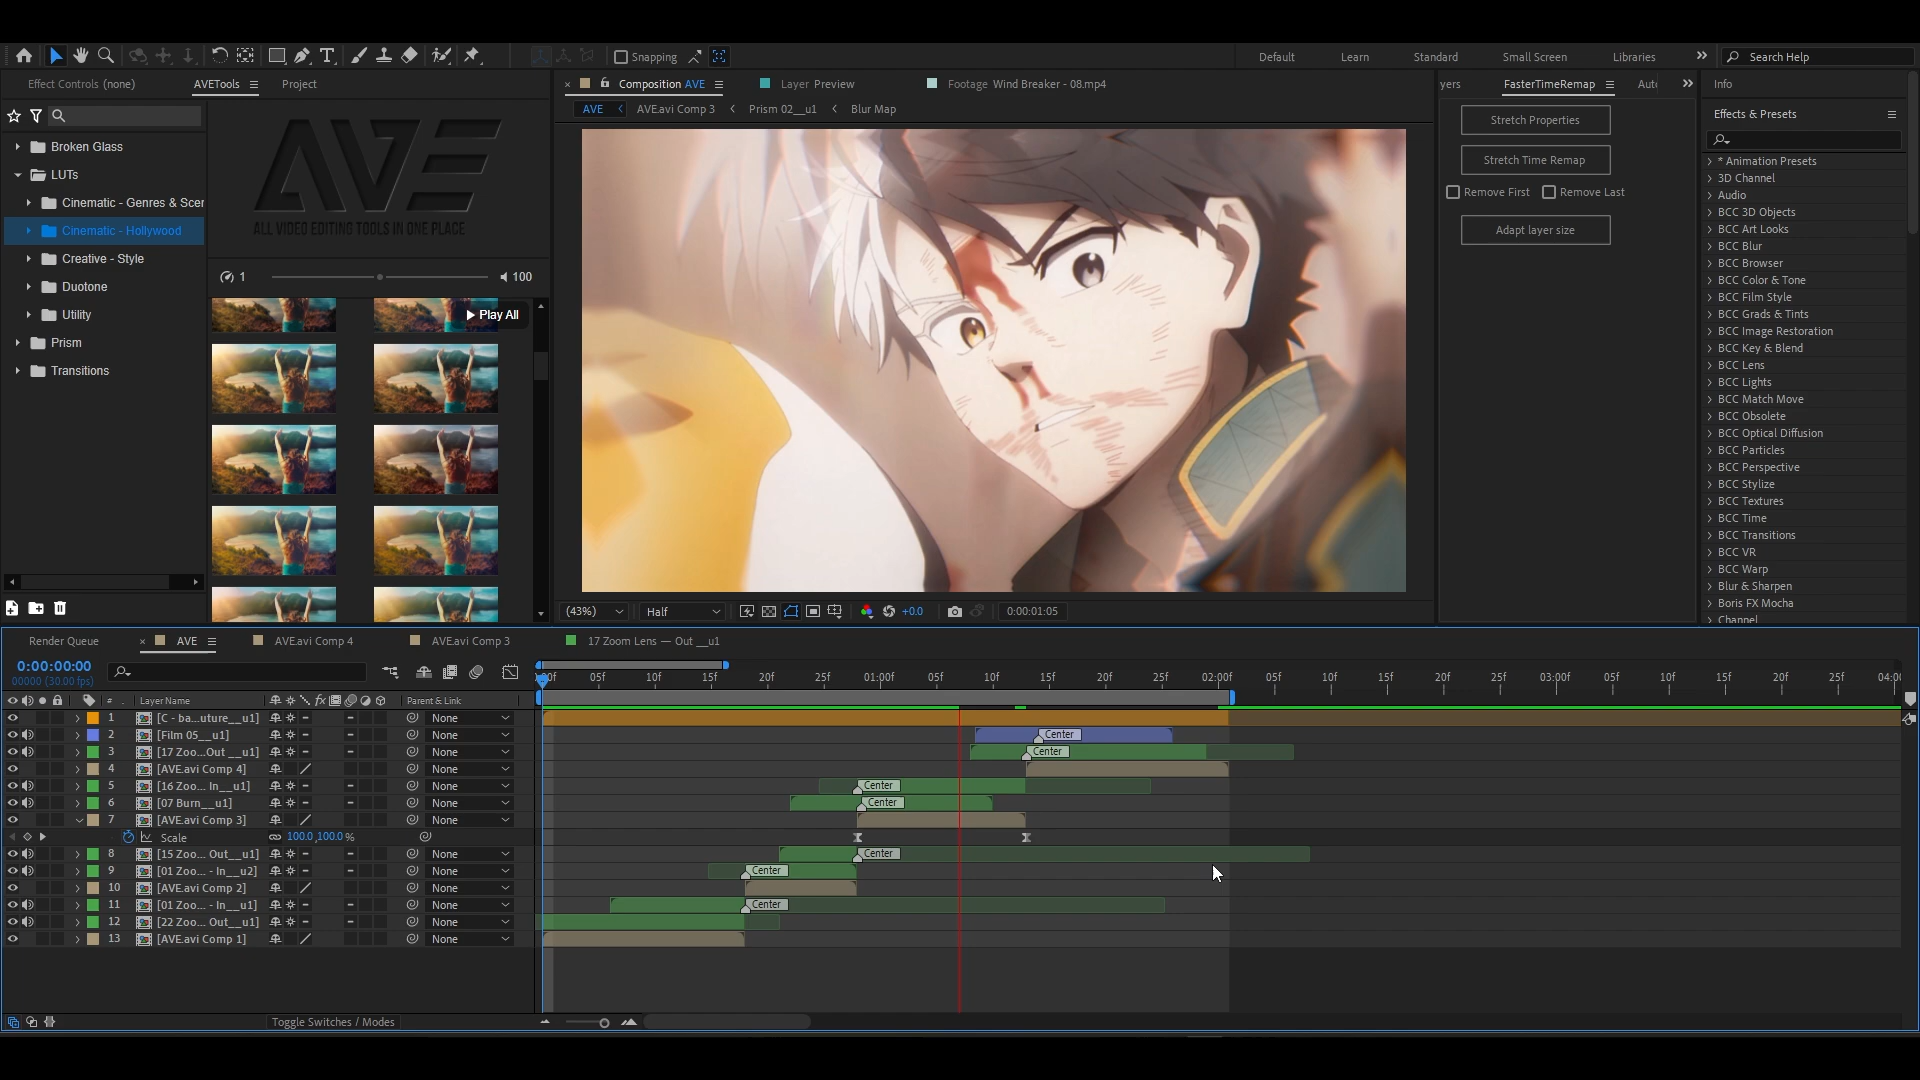 Snapping
Default
Learn
Standard
Small Screen
Libraries
Search Help
Effect Controls (none)
AVETools
Project
Composition AVE
Layer Preview
Footage Wind Breaker - 08.mp4
yers
FasterTimeRemap
Auto
Info
AVE
AVE.avi Comp 3
Prism 02__u1
Blur Map
Broken Glass
LUTs
Cinematic - Genres & Scer
Cinematic - Hollywood
Creative - Style
Duotone
Utility
Prism
Transitions
AVE
ALL VIDEO EDITING TOOLS IN ONE PLACE
1
100
Play All
Stretch Properties
Stretch Time Remap
Remove First
Remove Last
Adapt layer size
Effects & Presets
* Animation Presets
3D Channel
Audio
BCC 3D Objects
BCC Art Looks
BCC Blur
BCC Browser
BCC Color & Tone
BCC Film Style
BCC Grads & Tints
BCC Image Restoration
BCC Key & Blend
BCC Lens
BCC Lights
BCC Match Move
BCC Obsolete
BCC Optical Diffusion
BCC Particles
BCC Perspective
BCC Stylize
BCC Textures
BCC Time
BCC Transitions
BCC VR
BCC Warp
Blur & Sharpen
Boris FX Mocha
Channel
(43%)
Half
+0.0
0:00:01:05
Render Queue
AVE
AVE.avi Comp 4
AVE.avi Comp 3
17 Zoom Lens — Out __u1
0:00:00:00
00000 (30.00 fps)
05f 10f 15f 20f 25f 01:00f 05f 10f 15f 20f 25f 02:00f 05f 10f 15f 20f 25f 03:00f 05f 10f 15f 20f 25f 04:0
# Layer Name
Parent & Link
1 [C - ba...uture__u1] None
2 [Film 05__u1] None Center
3 [17 Zoo...Out __u1] None Center
4 [AVE.avi Comp 4] None
5 [16 Zoo... In__u1] None Center
6 [07 Burn__u1] None Center
7 [AVE.avi Comp 3] None
Scale 100.0,100.0 %
8 [15 Zoo... Out__u1] None Center
9 [01 Zoo... - In__u2] None Center
10 [AVE.avi Comp 2] None
11 [01 Zoo... - In__u1] None Center
12 [22 Zoo... Out__u1] None
13 [AVE.avi Comp 1] None
Toggle Switches / Modes